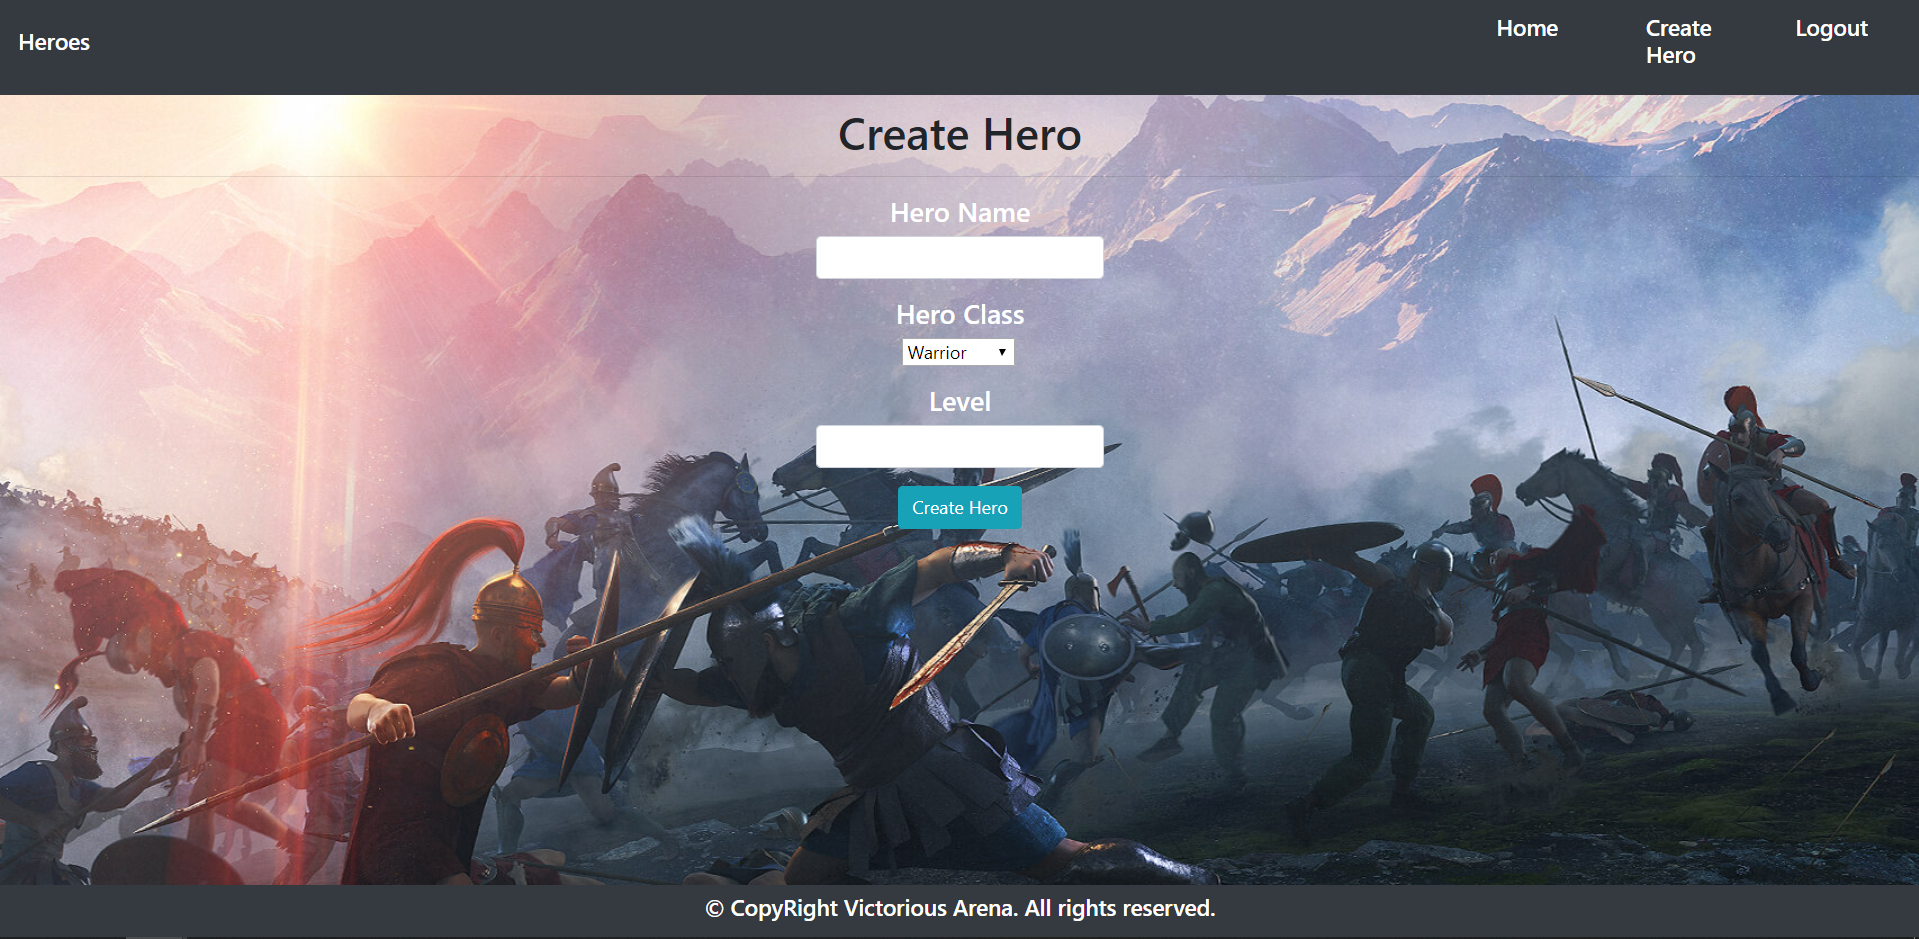 Heroes
Home
Create
Hero
Logout
Create Hero
Hero Name
Hero Class
Warrior
Level
Create Hero
© CopyRight Victorious Arena. All rights reserved.